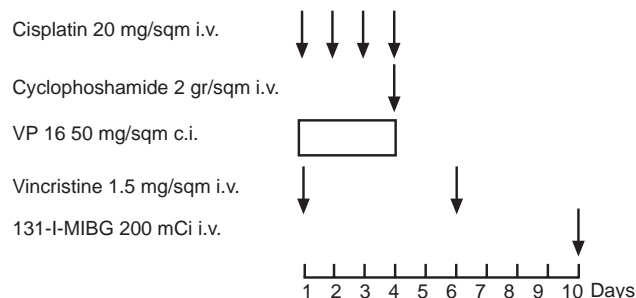 Cisplatin 20 mg/sqm i.v.
Cyclophoshamide 2 gr/sqm i.v.
VP 16 50 mg/sqm c.i.
Vincristine 1.5 mg/sqm i.v.
131-I-MIBG 200 mCi i.v.
1 2 3 4 5 6 7 8 9 10 Days